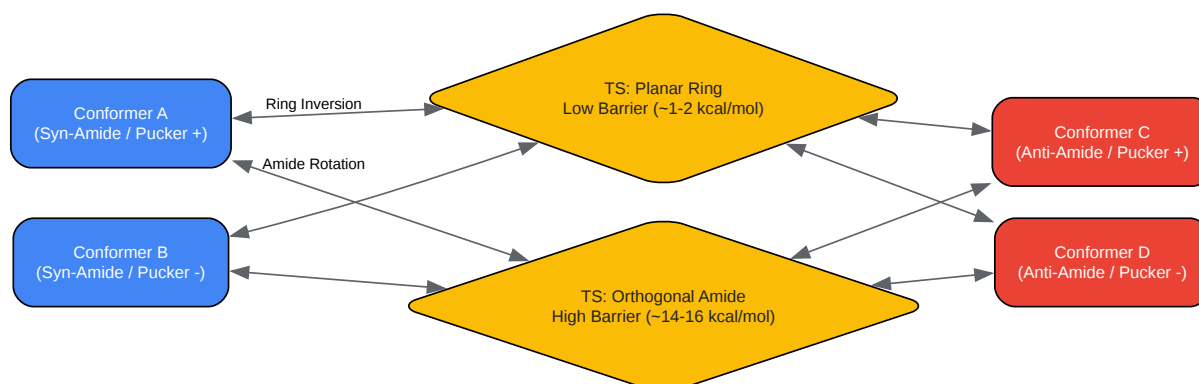 TS: Planar Ring
Low Barrier (~1-2 kcal/mol)
Ring Inversion
Conformer A
(Syn-Amide / Pucker +)
Conformer C
(Anti-Amide / Pucker +)
Amide Rotation
Conformer B
(Syn-Amide / Pucker -)
Conformer D
(Anti-Amide / Pucker -)
TS: Orthogonal Amide
High Barrier (~14-16 kcal/mol)